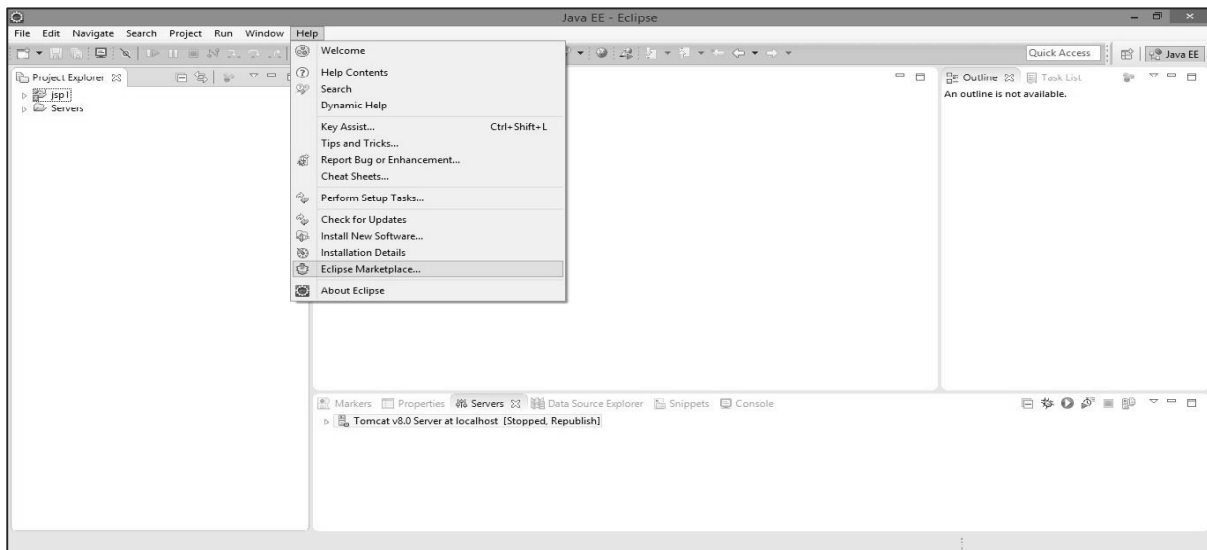 Java EE - Eclipse
File Edit Navigate Search Project Run Window Help
Quick Access Java EE
Project Explorer
jsp1
Servers
Welcome
Help Contents
Search
Dynamic Help
Key Assist... Ctrl+Shift+L
Tips and Tricks...
Report Bug or Enhancement...
Cheat Sheets...
Perform Setup Tasks...
Check for Updates
Install New Software...
Installation Details
Eclipse Marketplace...
About Eclipse
Outline Task List
An outline is not available.
Markers Properties Servers Data Source Explorer Snippets Console
Tomcat v8.0 Server at localhost [Stopped, Republish]